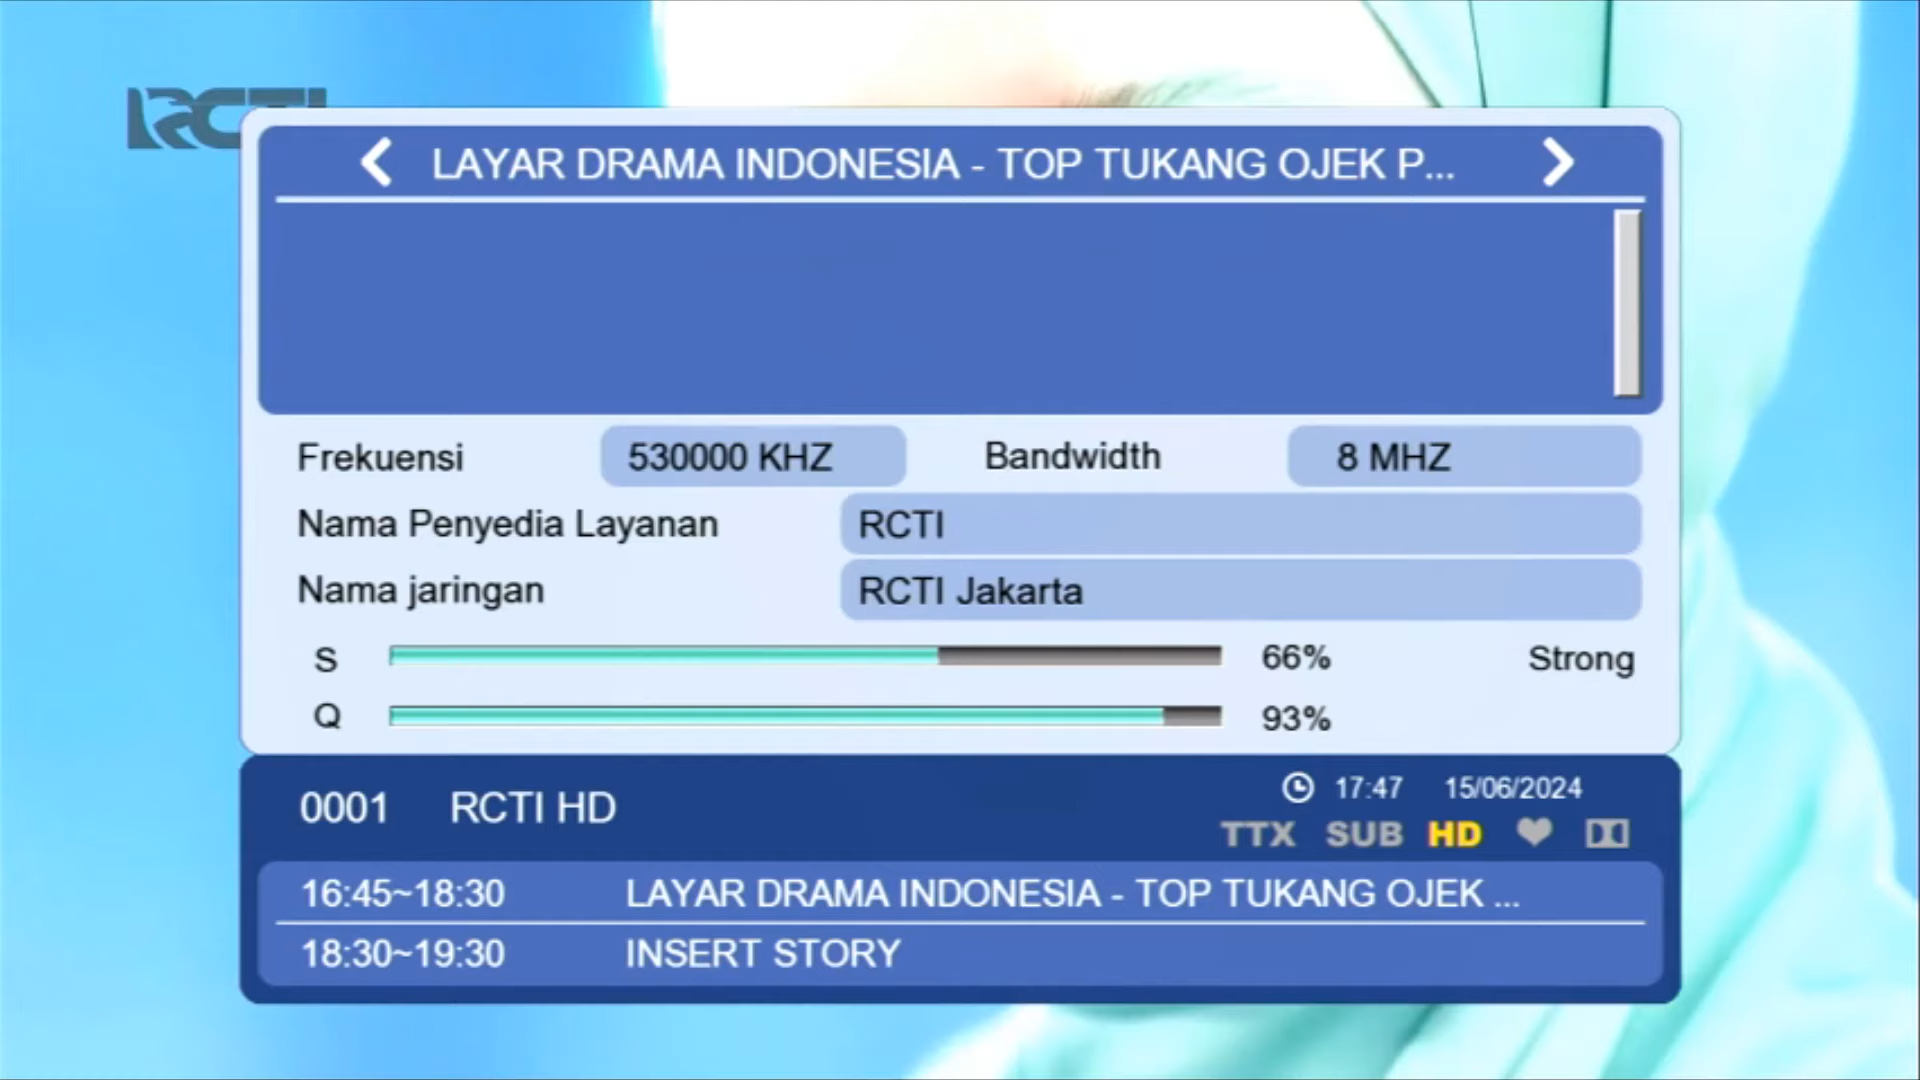 RCTI
LAYAR DRAMA INDONESIA - TOP TUKANG OJEK P...
Frekuensi 530000 KHZ Bandwidth 8 MHZ
Nama Penyedia Layanan RCTI
Nama jaringan RCTI Jakarta
S 66% Strong
Q 93%
0001 RCTI HD 17:47 15/06/2024
TTX SUB HD
16:45~18:30 LAYAR DRAMA INDONESIA - TOP TUKANG OJEK ...
18:30~19:30 INSERT STORY